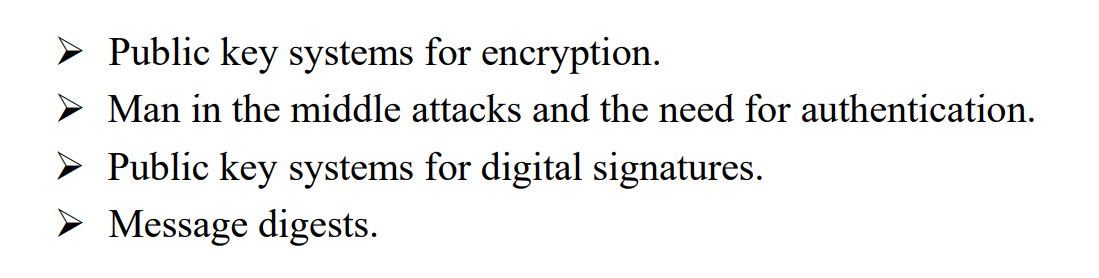 ➢ Public key systems for encryption.
➢ Man in the middle attacks and the need for authentication.
➢ Public key systems for digital signatures.
➢ Message digests.